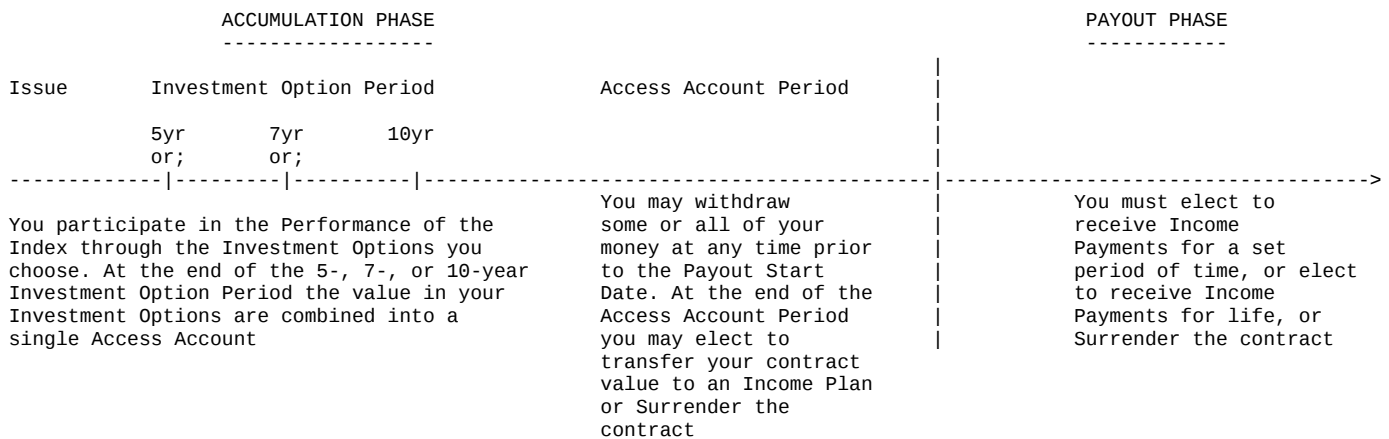 ACCUMULATION PHASE PAYOUT PHASE
------------------ ------------
|
Issue Investment Option Period Access Account Period |
|
5yr 7yr 10yr |
or; or; |
-------------|---------|----------|-------------------------------------------|------------------------------------>
You may withdraw | You must elect to
You participate in the Performance of the some or all of your | receive Income
Index through the Investment Options you money at any time prior | Payments for a set
choose. At the end of the 5-, 7-, or 10-year to the Payout Start | period of time, or elect
Investment Option Period the value in your Date. At the end of the | to receive Income
Investment Options are combined into a Access Account Period | Payments for life, or
single Access Account you may elect to | Surrender the contract
transfer your contract
value to an Income Plan
or Surrender the
contract